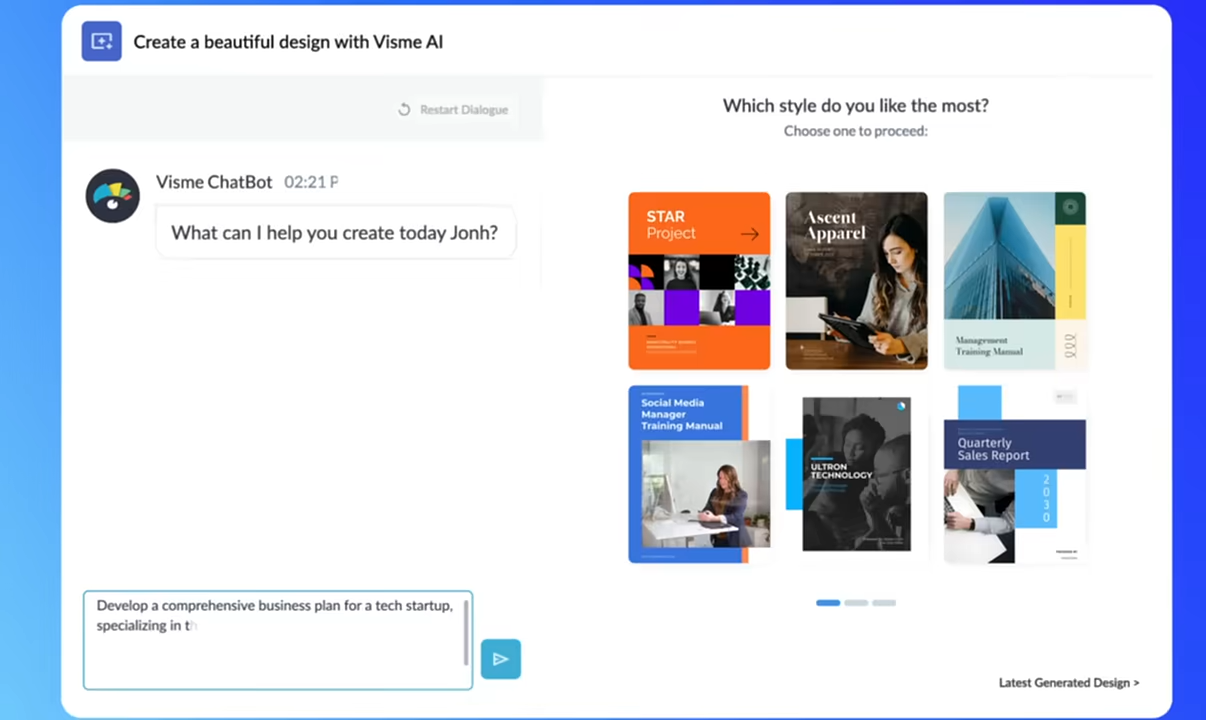 Create a beautiful design with Visme AI
Restart Dialogue
Visme ChatBot 02:21 P
What can I help you create today Jonh?
Develop a comprehensive business plan for a tech startup,
specializing in th
Which style do you like the most?
Choose one to proceed:
STAR
Project
Ascent
Apparel
Management
Training Manual
Social Media
Manager
Training Manual
ULTRON
TECHNOLOGY
Quarterly
Sales Report
2
0
3
0
Latest Generated Design >